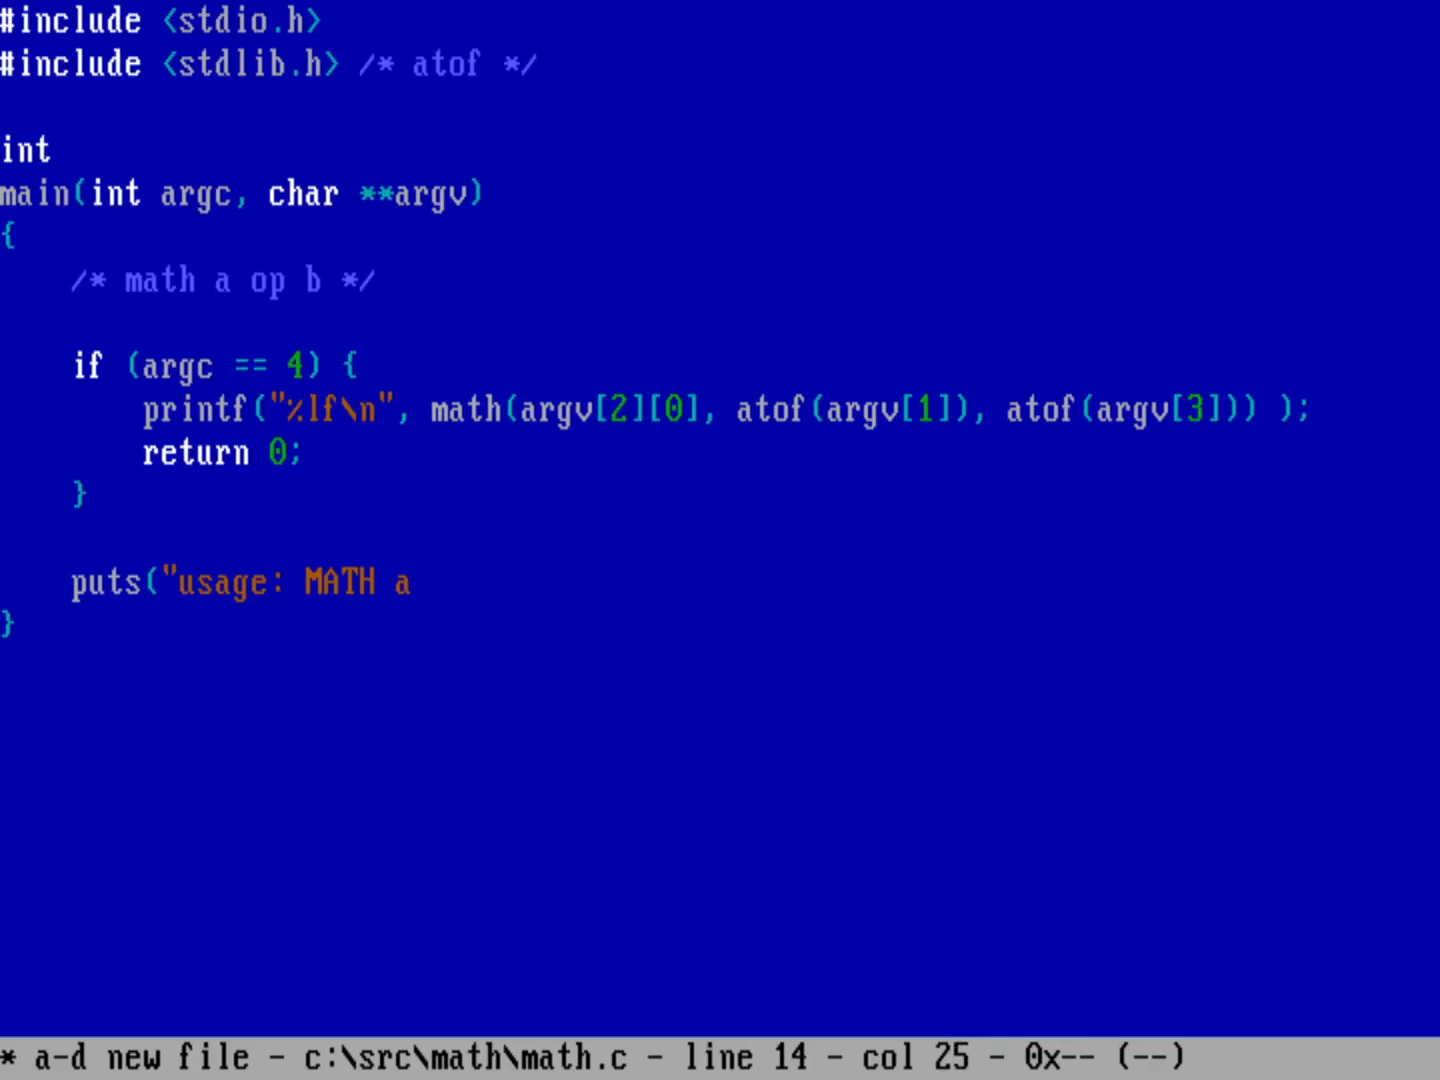 #include <stdio.h>
#include <stdlib.h> /* atof */
int
main(int argc, char **argv)
{
    /* math a op b */
    if (argc == 4) {
        printf("%lf\n", math(argv[2][0], atof(argv[1]), atof(argv[3])) );
        return 0;
    }
    puts("usage: MATH a
}
* a-d new file - c:\src\math\math.c - line 14 - col 25 - 0x-- (--)